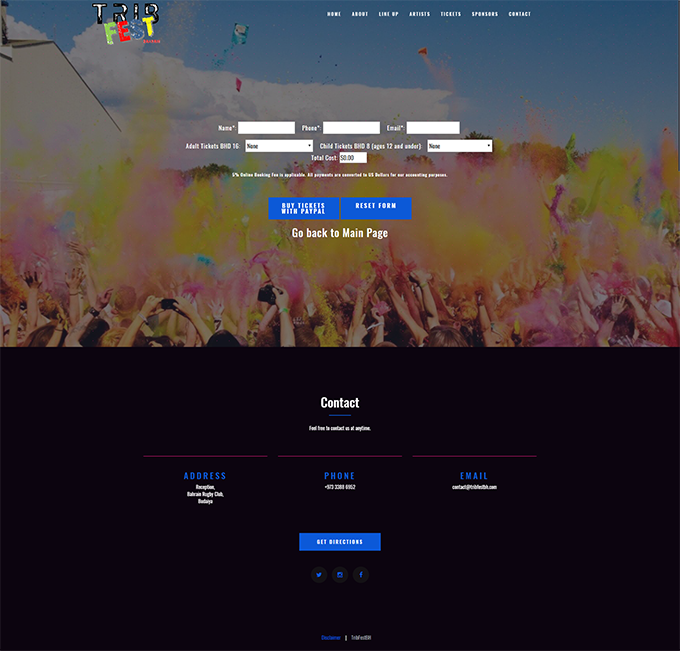 TRIB
FEST
HOME ABOUT LINE UP ARTISTS TICKETS SPONSORS CONTACT
Name*: Phone*: Email*:
Adult Tickets BHD 16: None Child Tickets BHD 8 (ages 12 and under): None
Total Cost: $0.00
5% Online Booking Fee is applicable. All payments are converted to US Dollars for our accounting purposes.
BUY TICKETS
WITH PAYPAL
RESET FORM
Go back to Main Page
Contact
Feel free to contact us at anytime.
ADDRESS
Reception,
Bahrain Rugby Club,
Budaiya
PHONE
+973 3388 6952
EMAIL
contact@tribfestbh.com
GET DIRECTIONS
Disclaimer | TribFestBH